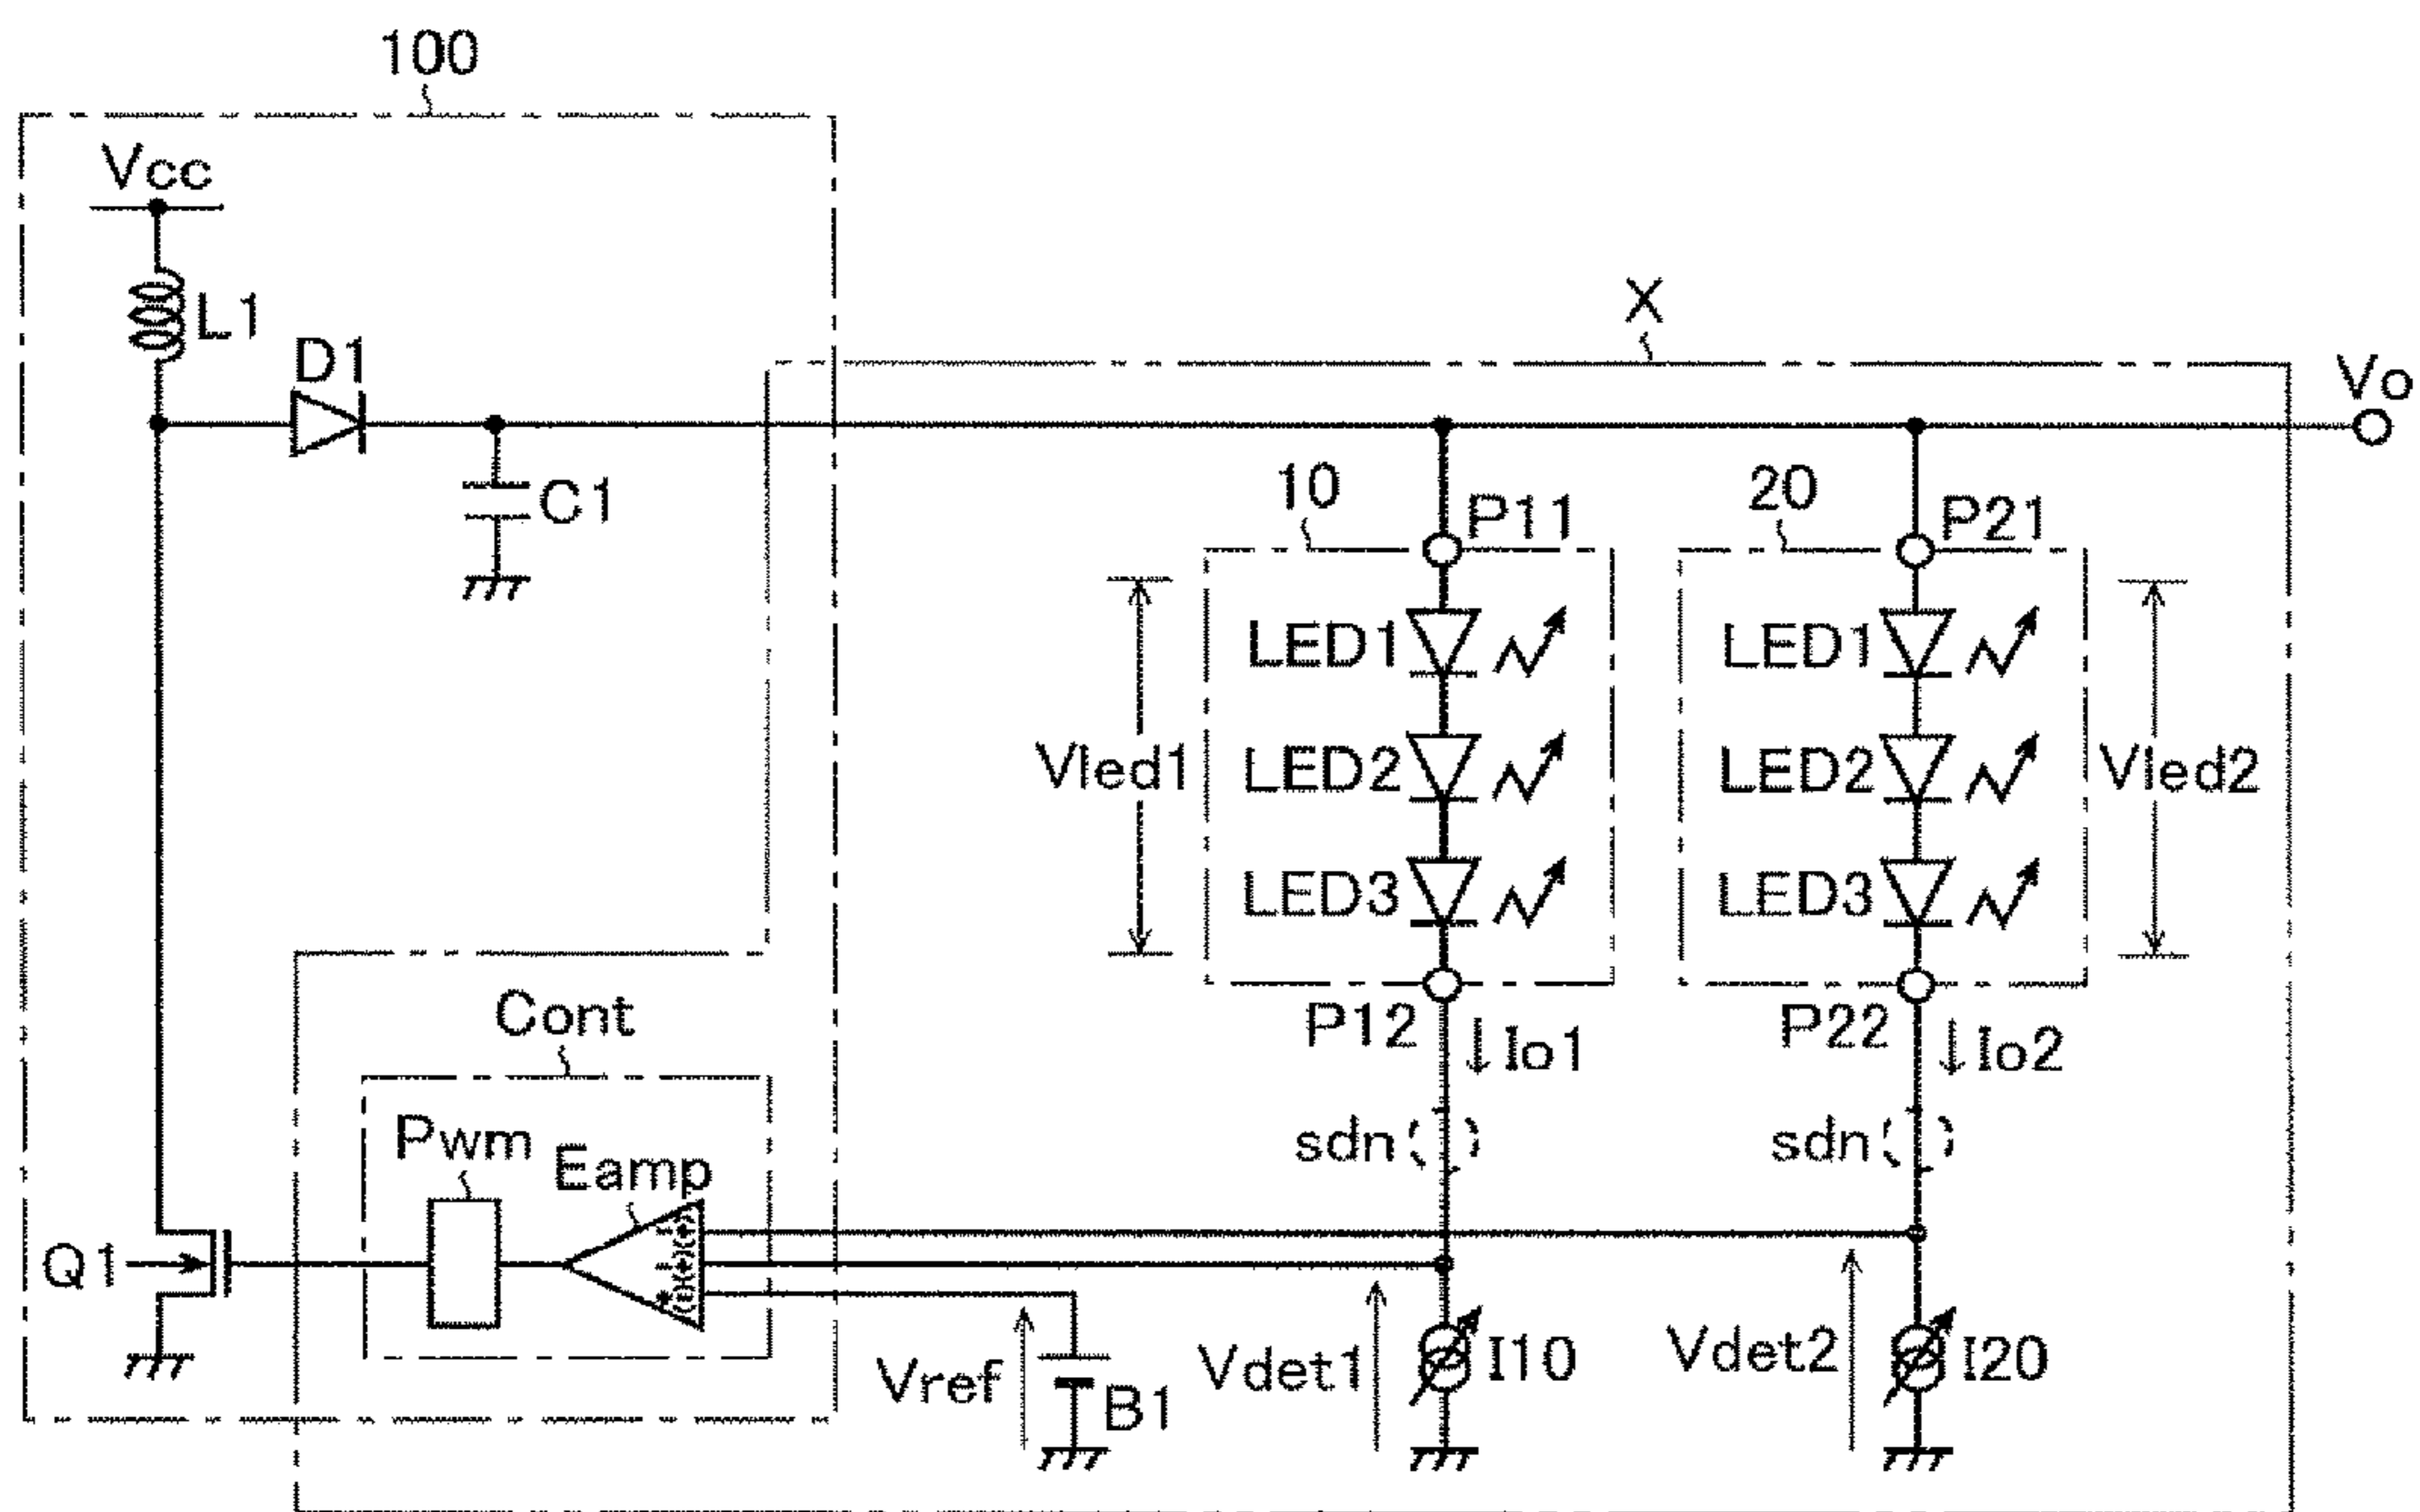 100
Vcc
L1
D1
C1
X
Vo
10
P11
20
P21
LED1
LED1
Vled1
LED2
LED2
Vled2
LED3
LED3
P12
Io1
P22
Io2
Cont
sdn
sdn
Pwm
Eamp
Q1
Vref
B1
Vdet1
I10
Vdet2
I20